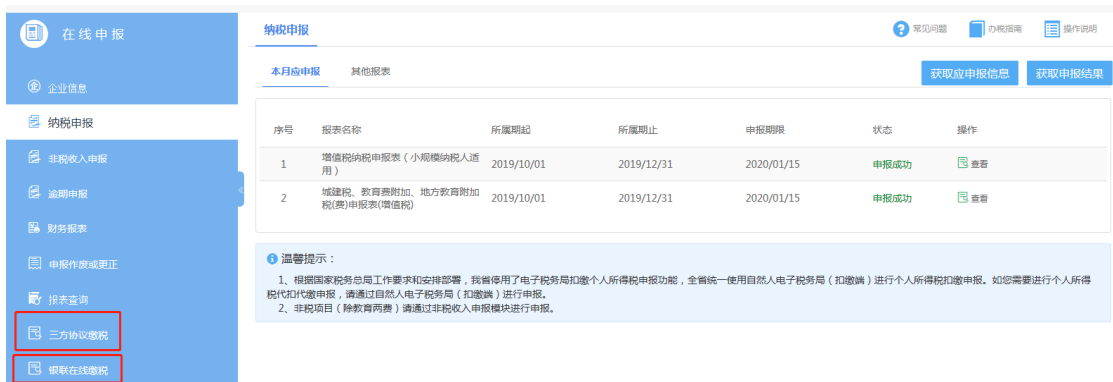 在线申报
企业信息
纳税申报
非税收入申报
逾期申报
财务报表
申报作废或更正
报表查询
三方协议缴税
银联在线缴税
纳税申报
常见问题 办税指南 操作说明
本月应申报 其他报表 获取应申报信息 获取申报结果
序号 报表名称 所属期起 所属期止 申报期限 状态 操作
1 增值税纳税申报表（小规模纳税人适用） 2019/10/01 2019/12/31 2020/01/15 申报成功 查看
2 城建税、教育费附加、地方教育附加税(费)申报表(增值税) 2019/10/01 2019/12/31 2020/01/15 申报成功 查看
温馨提示：
1、根据国家税务总局工作要求和安排部署，我省停用了电子税务局扣缴个人所得税申报功能，全省统一使用自然人电子税务局（扣缴端）进行个人所得税扣缴申报。如您需要进行个人所得
税代扣代缴申报，请通过自然人电子税务局（扣缴端）进行申报。
2、非税项目（除教育两费）请通过非税收入申报模块进行申报。